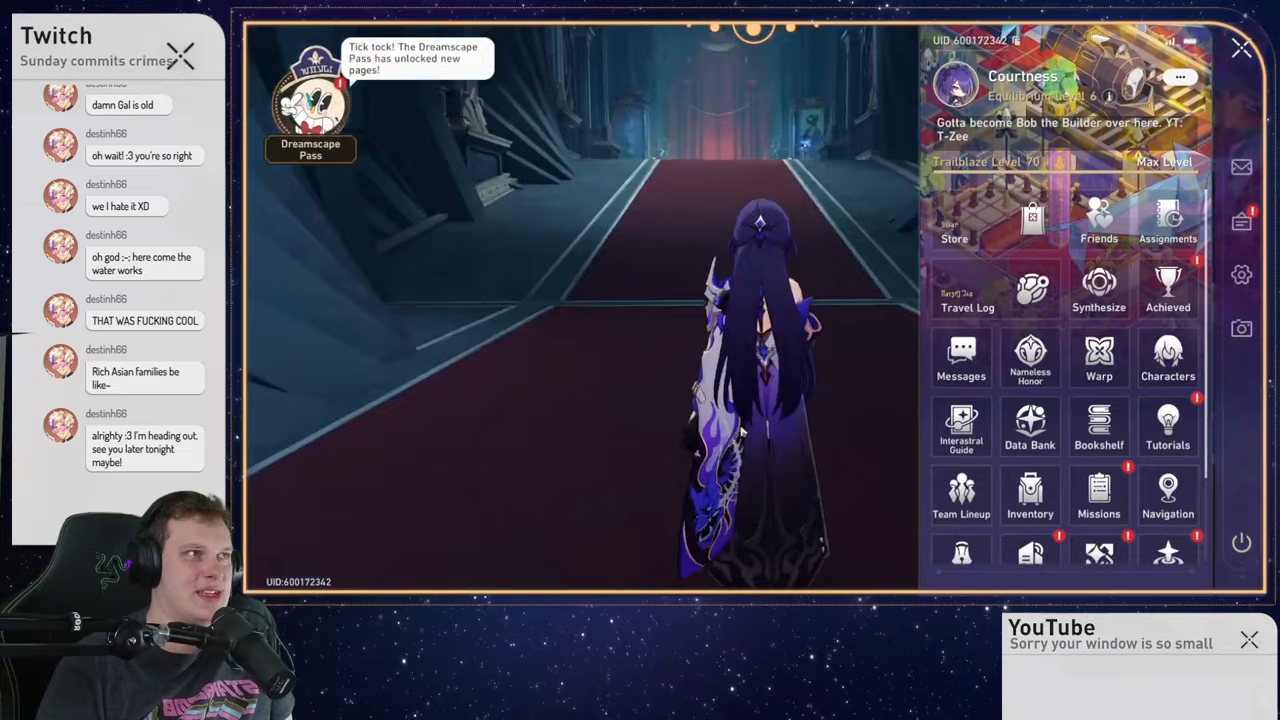 Twitch
Sunday commits crimes
damn Gal is old
destinh66
oh wait! :3 you're so right
destinh66
we I hate it XD
destinh66
oh god ;-; here come the
water works
destinh66
THAT WAS FUCKING COOL
destinh66
Rich Asian families be
like-
destinh66
alrighty :3 I'm heading out.
see you later tonight
maybe!
Tick tock! The Dreamscape
Pass has unlocked new
pages!
Dreamscape
Pass
UID:600172342
UID 600172342
Courtness
Equilibrium Level 6
Gotta become Bob the Builder over here. YT:
T-Zee
Trailblaze Level 70
Max Level
Store
Friends
Assignments
Travel Log
Synthesize
Achieved
Messages
Nameless
Honor
Warp
Characters
Interastral
Guide
Data Bank
Bookshelf
Tutorials
Team Lineup
Inventory
Missions
Navigation
YouTube
Sorry your window is so small